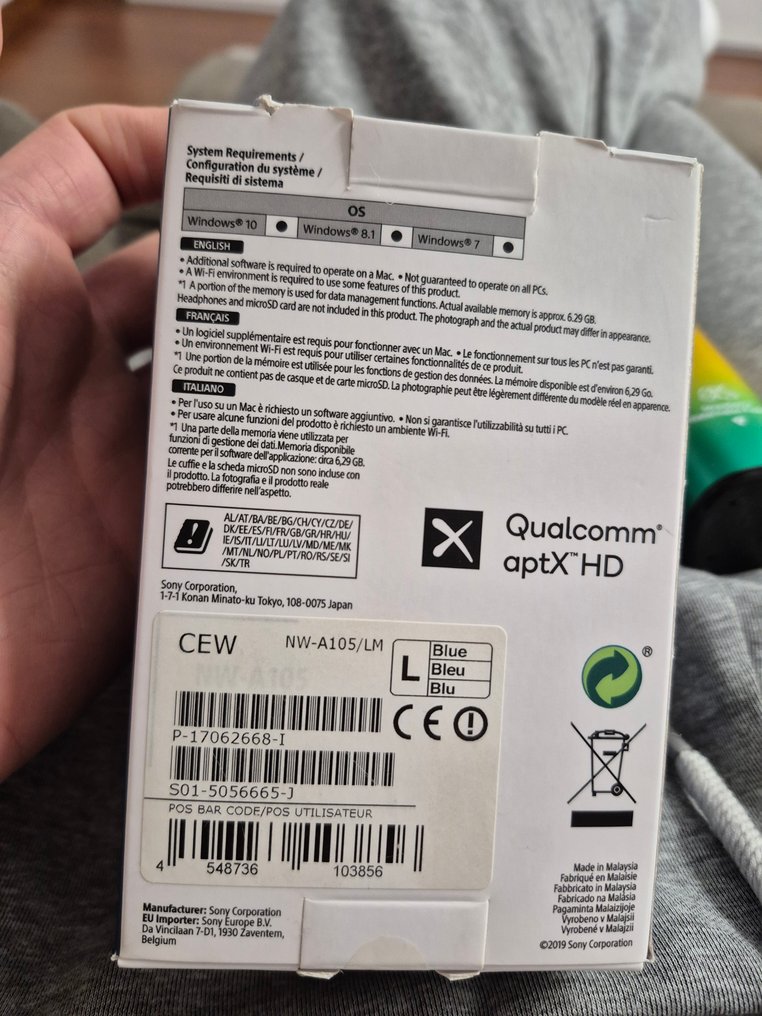 System Requirements /
Configuration du système /
Requisiti di sistema
OS
Windows® 10 ● Windows® 8.1 ● Windows® 7 ●
ENGLISH
• Additional software is required to operate on a Mac. • Not guaranteed to operate on all PCs.
• A Wi-Fi environment is required to use some features of this product.
*1 A portion of the memory is used for data management functions. Actual available memory is approx. 6.29 GB.
Headphones and microSD card are not included in this product. The photograph and the actual product may differ in appearance.
FRANÇAIS
• Un logiciel supplémentaire est requis pour fonctionner avec un Mac. • Le fonctionnement sur tous les PC n'est pas garanti.
• Un environnement Wi-Fi est requis pour utiliser certaines fonctionnalités de ce produit.
*1 Une portion de la mémoire est utilisée pour les fonctions de gestion des données. La mémoire disponible est d'environ 6,29 Go.
Ce produit ne contient pas de casque et de carte microSD. La photographie peut être légèrement différente du modèle réel en apparence.
ITALIANO
• Per l'uso su un Mac è richiesto un software aggiuntivo. • Non si garantisce l'utilizzabilità su tutti i PC.
• Per usare alcune funzioni del prodotto è richiesto un ambiente Wi-Fi.
*1 Una parte della memoria viene utilizzata per
funzioni di gestione dei dati.Memoria disponibile
corrente per il software dell'applicazione: circa 6,29 GB.
Le cuffie e la scheda microSD non sono incluse con
il prodotto. La fotografia e il prodotto reale
potrebbero differire nell'aspetto.
AL/AT/BA/BE/BG/CH/CY/CZ/DE/
DK/EE/ES/FI/FR/GB/GR/HR/HU/
IE/IS/IT/LI/LT/LU/LV/MD/ME/MK
/MT/NL/NO/PL/PT/RO/RS/SE/SI
/SK/TR
Qualcomm®
aptX™ HD
Sony Corporation,
1-7-1 Konan Minato-ku Tokyo, 108-0075 Japan
CEW NW-A105/LM
L
Blue
Bleu
Blu
NW-A105
P-17062668-I
CE
S01-5056665-J
POS BAR CODE/POS UTILISATEUR
4 548736 103856
®
Made in Malaysia
Fabriqué en Malaisie
Fabbricato in Malaysia
Fabricado na Malásia
Pagaminta Malaizijoje
Vyrobeno v Malajsii
Vyrobené v Malajzii
©2019 Sony Corporation
Manufacturer: Sony Corporation
EU Importer: Sony Europe B.V.
Da Vincilaan 7-D1, 1930 Zaventem,
Belgium